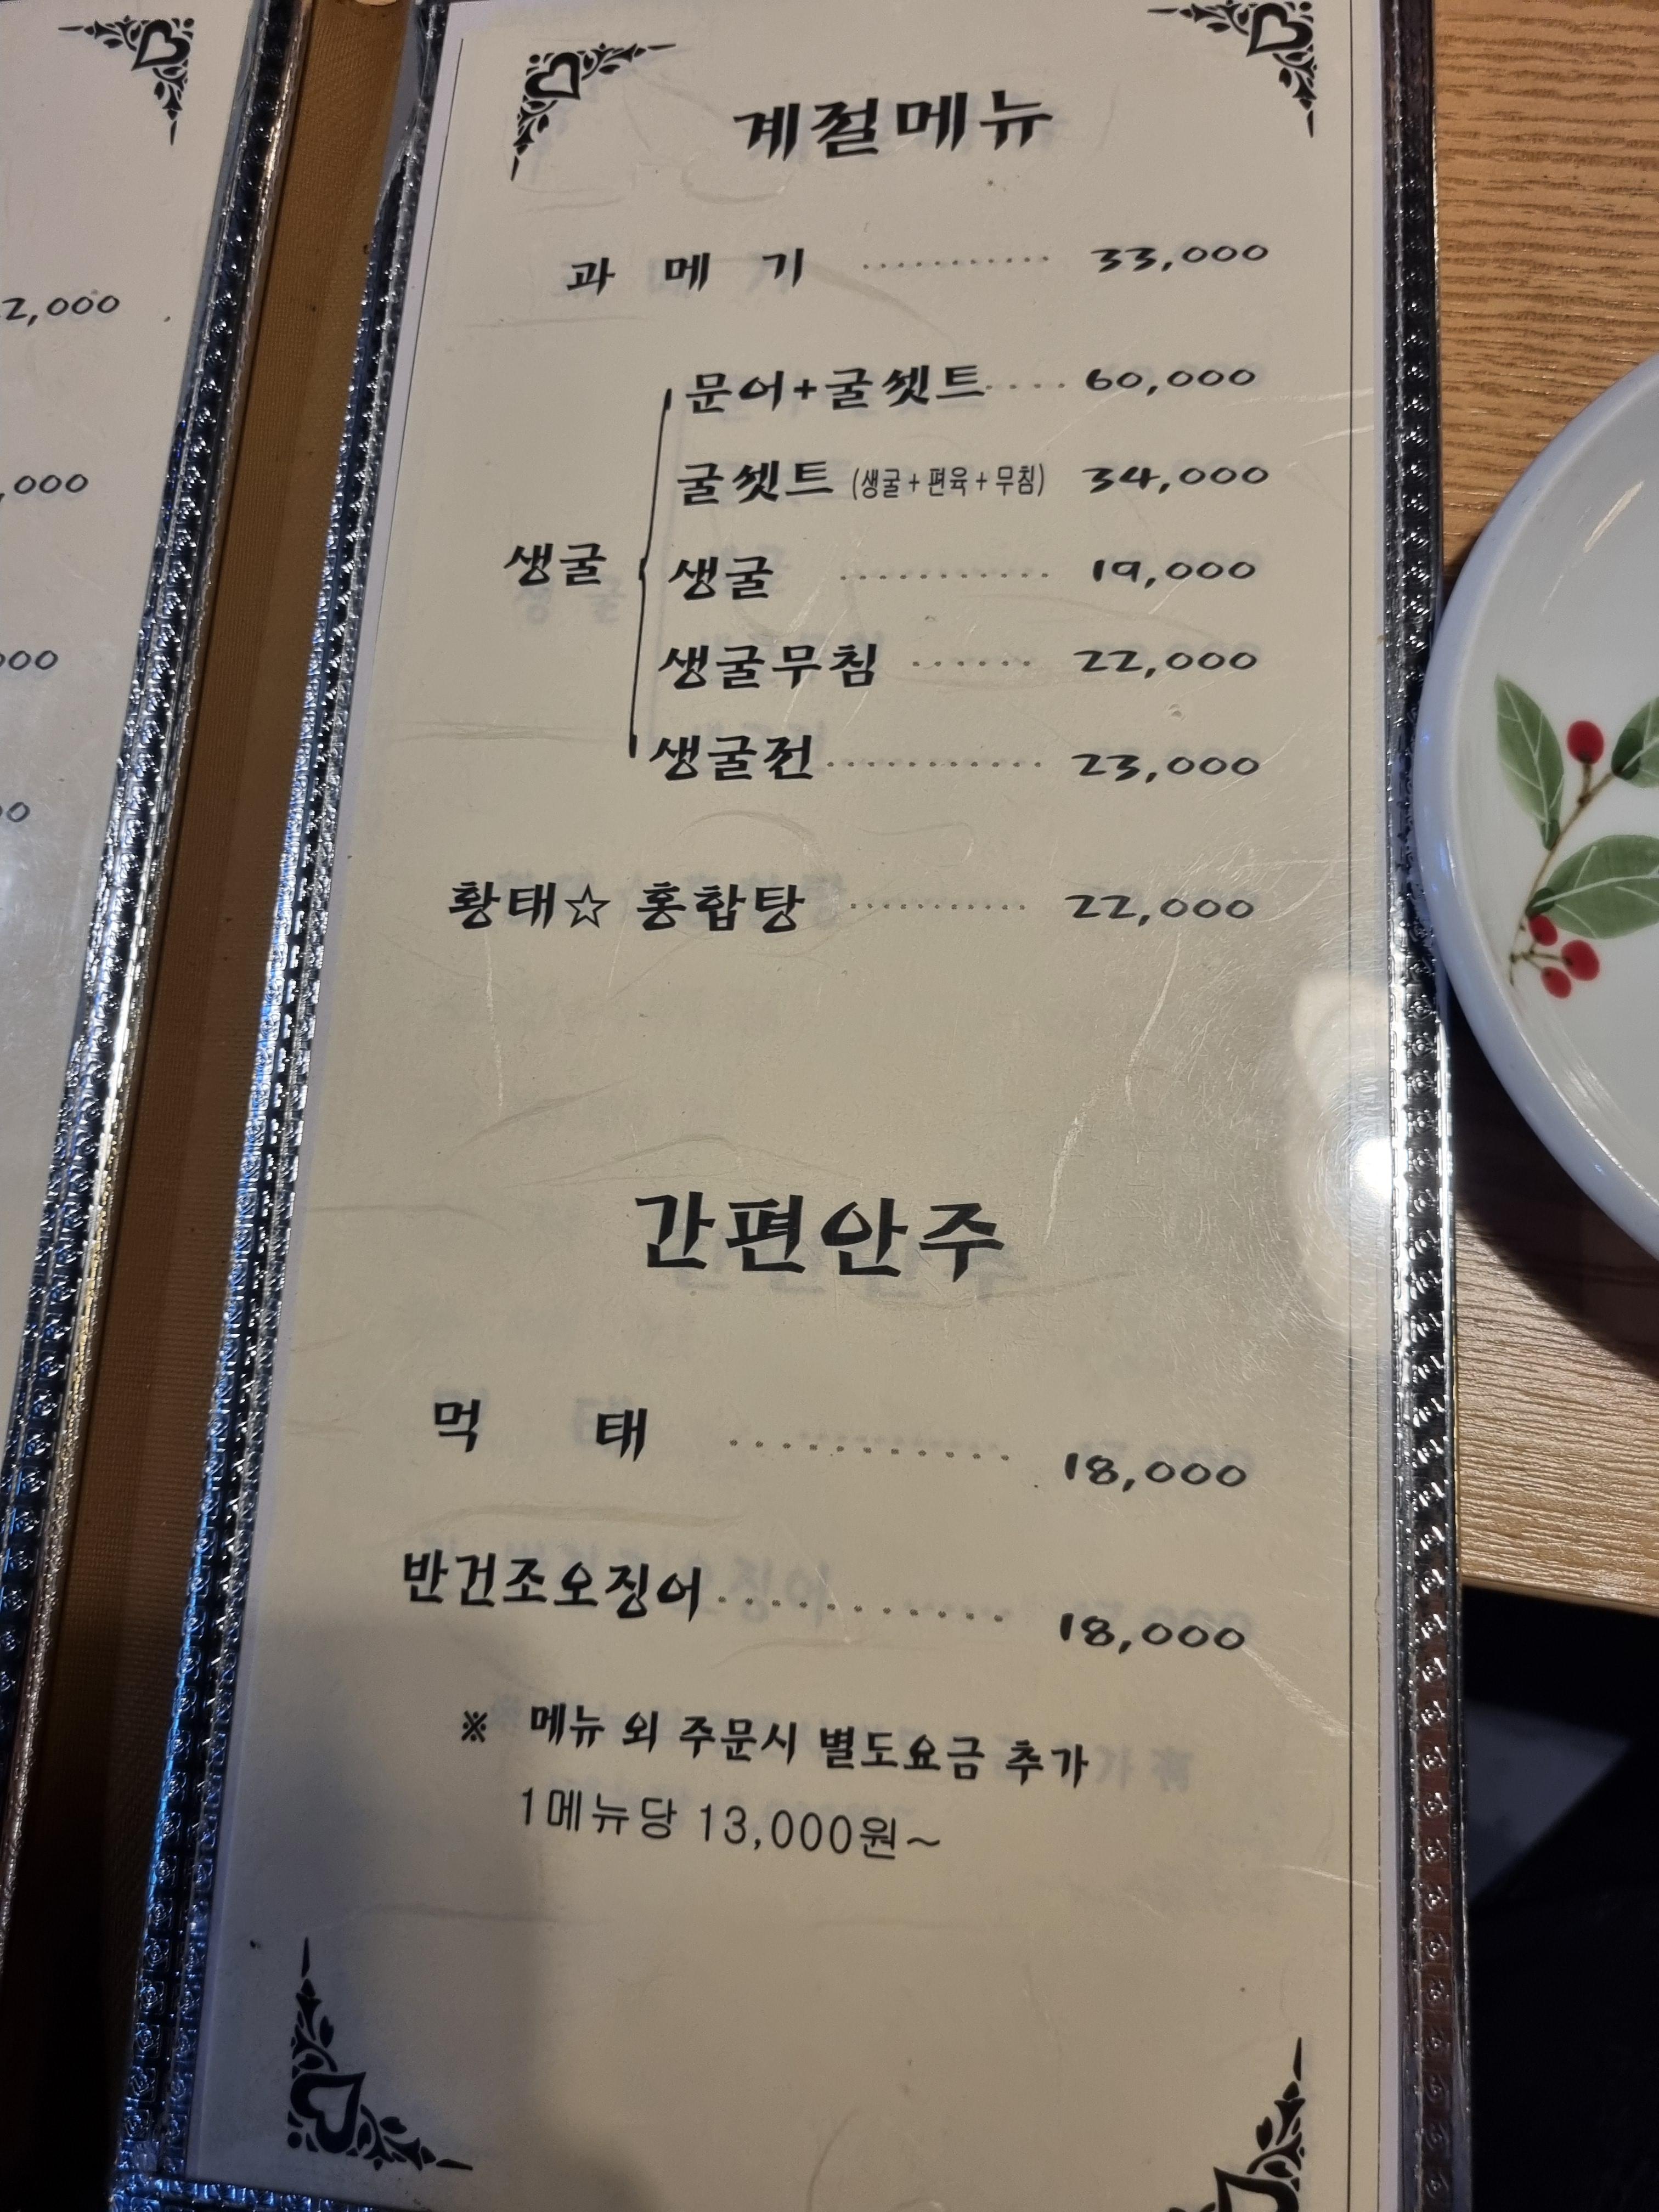 계절메뉴
과 메 기 ··········· 33,000
문어+굴셋트 ···· 60,000
굴셋트 (생굴+편육+무침) 34,000
생굴
생굴 ··········· 19,000
생굴무침 ······ 22,000
생굴전 ··········· 23,000
황태☆ 홍합탕 ··········· 22,000
간편안주
먹 태 ··········· 18,000
반건조오징어 ··········· 18,000
※ 메뉴 외 주문시 별도요금 추가
1메뉴당 13,000원~